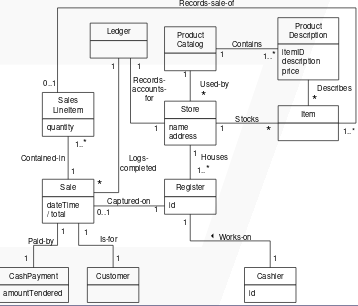 Records-sale-of
Ledger
Product
Catalog
Product
Description
itemID
description
price
Contains
1
1..*
1
1
1
1
1
0..1
Records-
accounts-
for
Used-by
*
Describes
*
Sales
LineItem
quantity
Store
name
address
Stocks
1
*
1
Item
1..*
1..*
Contained-in
1
Logs-
completed
*
1
Houses
1..*
Sale
dateTime
/ total
Captured-on
0..1
1
Register
id
1
Paid-by
1
1
Is-for
1
1
Works-on
1
CashPayment
amountTendered
Customer
Cashier
id